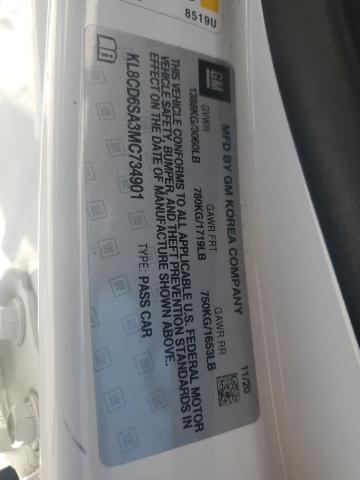 8519U
GM
MFD BY GM KOREA COMPANY
11/20
GVWR
1388KG/3060LB
GAWR FRT
780KG/1719LB
GAWR RR
750KG/1653LB
THIS VEHICLE CONFORMS TO ALL APPLICABLE U.S. FEDERAL MOTOR
VEHICLE SAFETY, BUMPER AND THEFT PREVENTION STANDARDS IN
EFFECT ON THE DATE OF MANUFACTURE SHOWN ABOVE.
KL8CD6SA3MC734901
TYPE: PASS CAR